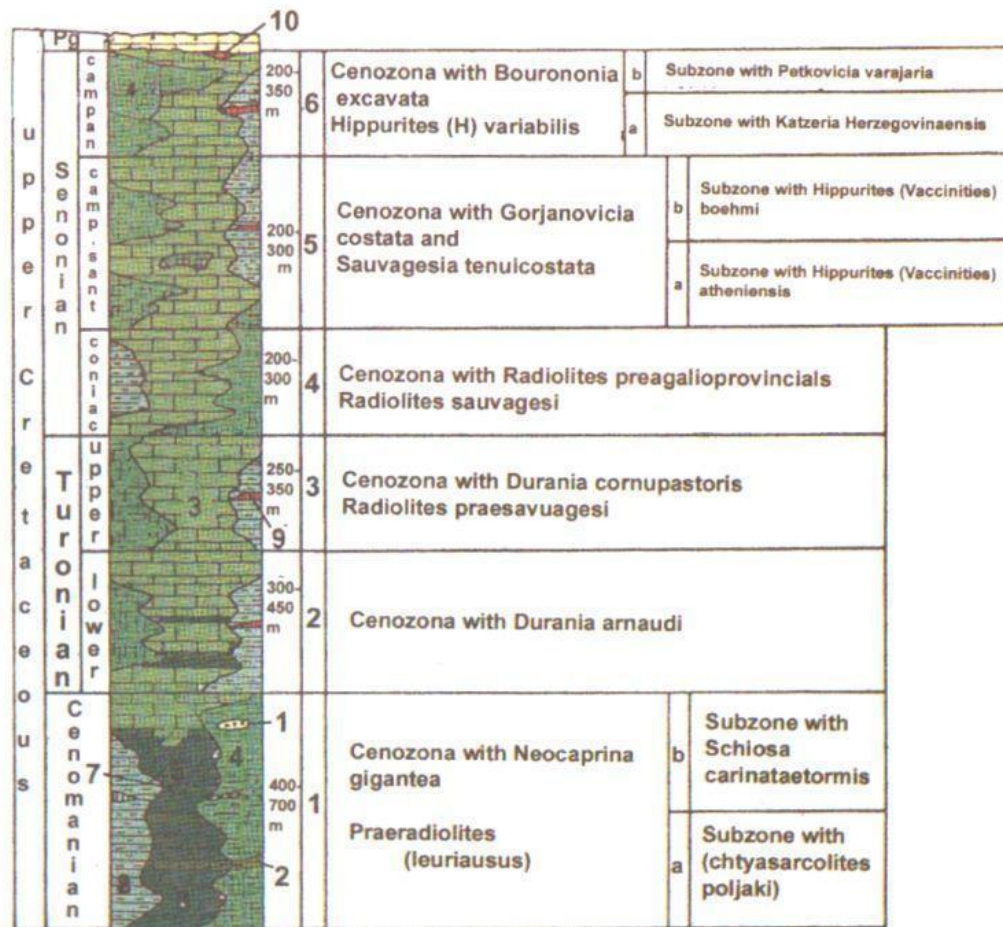 10
Pg
upper Cretaceous
Senonian
campan
200-
350
m
6
Cenozona with Bourononia
excavata
Hippurites (H) variabilis
b
Subzone with Petkovicia varajaria
a
Subzone with Katzeria Herzegovinaensis
camp.sant
200-
300
m
5
Cenozona with Gorjanovicia
costata and
Sauvagesia tenuicostata
b
Subzone with Hippurites (Vaccinities)
boehmi
a
Subzone with Hippurites (Vaccinities)
atheniensis
coniac
200-
300
m
4
Cenozona with Radiolites preagalioprovincials
Radiolites sauvagesi
Turonian
upper
3
250-
350
m
9
3
Cenozona with Durania cornupastoris
Radiolites praesavuagesi
lower
300-
450
m
2
Cenozona with Durania arnaudi
Cenomanian
7
4
1
400-
700
m
2
1
Cenozona with Neocaprina
gigantea
Praeradiolites
(leuriausus)
b
Subzone with
Schiosa
carinataetormis
a
Subzone with
(chtyasarcolites
poljaki)